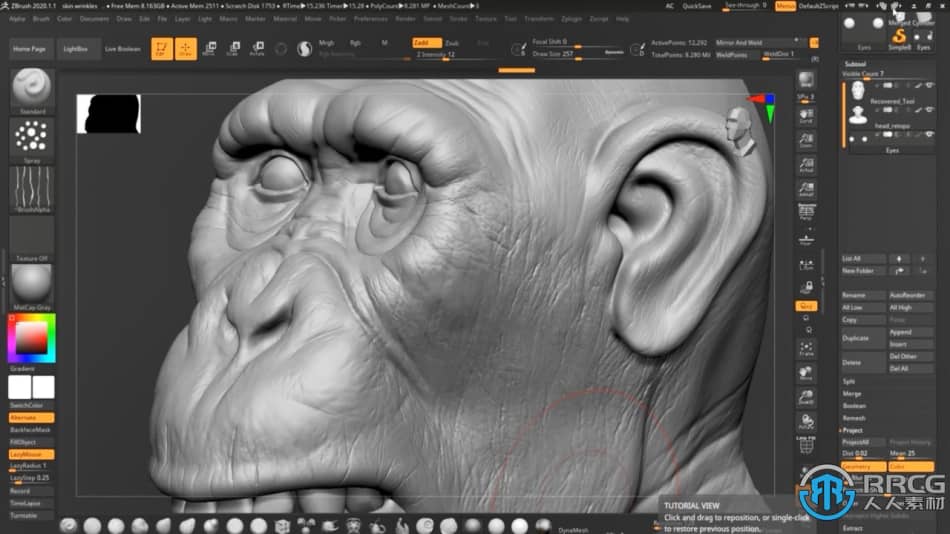 ZBrush 2020.1.1 skin wrinkles • Free Mem 8.163GB • Active Mem 2511 • Scratch Disk 1753 • RTime▶15.236 Timer▶15.28 • PolyCount▶9.281 MP • MeshCount▶3 AC QuickSave See-through 0 Menus DefaultZScript
Alpha Brush Color Document Draw Edit File Layer Light Macro Marker Material Movie Picker Preferences Render Stencil Stroke Texture Tool Transform Zplugin Zscript Help
Home Page LightBox Live Boolean Edit Draw Move Scale Rotate
Mrgb Rgb M
Zadd Zsub
Z Intensity 12
Focal Shift 0
Draw Size 257 Dynamic
ActivePoints: 12,292
TotalPoints: 9.280 Mil
Mirror And Weld
WeldPoints WeldDist 1
Merged Cylinder
Eyes SimpleB Eyes
Standard
Spray
BrushAlpha
Texture Off
MatCap Gray
Gradient
SwitchColor
Alternate
BackfaceMask
FillObject
LazyMouse
LazyRadius 1
LazyStep 0.25
Record
TimeLapse
Turntable
SPix 3
Scroll
Zoom
Actual
AAHalf
Dynamic
Persp
Floor
L.Sym
Frame
Move
Line Fill
Subtool
Visible Count 7
Recovered_Tool
head_retopo
Eyes
List All
New Folder
Rename AutoReorder
All Low All High
Copy Paste
Duplicate Append
Insert
Delete Del Other
Del All
Split
Merge
Boolean
Remesh
Project
ProjectAll Project History
Dist 0.02 Mean 25
Geometry Color
Extract
DynaMesh
TUTORIAL VIEW
Click and drag to reposition, or single-click
to restore previous position.
RRCG
人人素材